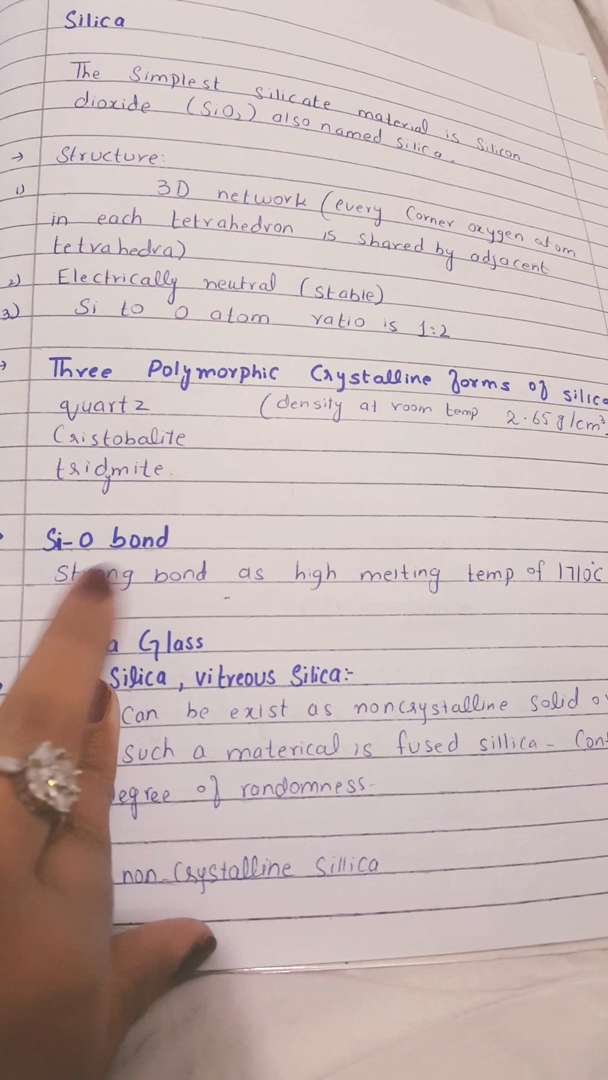 Silica
The Simplest silicate material is Silicon
dioxide (SiO₂) also named silica.
→ Structure:
1) 3D network (every Corner oxygen atom
in each tetrahedron is shared by adjacent
tetrahedra)
2) Electrically neutral (stable)
3) Si to O atom ratio is 1:2
→ Three Polymorphic Crystalline forms of silica
quartz (density at room temp 2.65g/cm³
Cristobalite
tridmite.
Si-O bond
Strong bond as high melting temp of 1710°C
Glass
Silica, vitreous Silica:-
Can be exist as noncrystalline solid
such a materical is fused sillica -
of randomness.
non-Crystalline Sillica